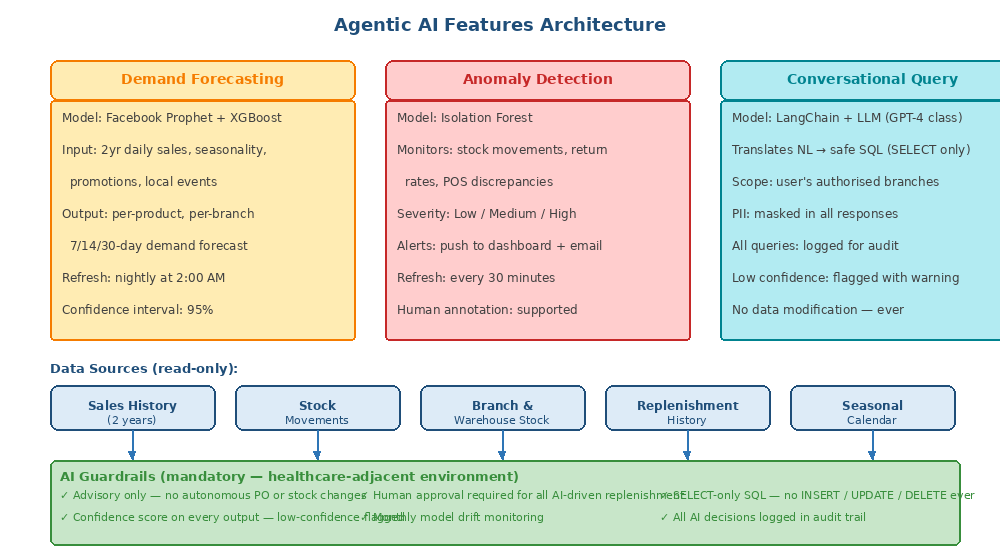 Agentic AI Features Architecture
Demand Forecasting
Model: Facebook Prophet + XGBoost
Input: 2yr daily sales, seasonality,
promotions, local events
Output: per-product, per-branch
7/14/30-day demand forecast
Refresh: nightly at 2:00 AM
Confidence interval: 95%
Anomaly Detection
Model: Isolation Forest
Monitors: stock movements, return
rates, POS discrepancies
Severity: Low / Medium / High
Alerts: push to dashboard + email
Refresh: every 30 minutes
Human annotation: supported
Conversational Query
Model: LangChain + LLM (GPT-4 class)
Translates NL → safe SQL (SELECT only)
Scope: user's authorised branches
PII: masked in all responses
All queries: logged for audit
Low confidence: flagged with warning
No data modification — ever
Data Sources (read-only):
Sales History
(2 years)
Stock
Movements
Branch &
Warehouse Stock
Replenishment
History
Seasonal
Calendar
AI Guardrails (mandatory — healthcare-adjacent environment)
✓ Advisory only — no autonomous PO or stock changes
✓ Human approval required for all AI-driven replenishment
✓ SELECT-only SQL — no INSERT / UPDATE / DELETE ever
✓ Confidence score on every output — low-confidence flagged
✓ Monthly model drift monitoring
✓ All AI decisions logged in audit trail